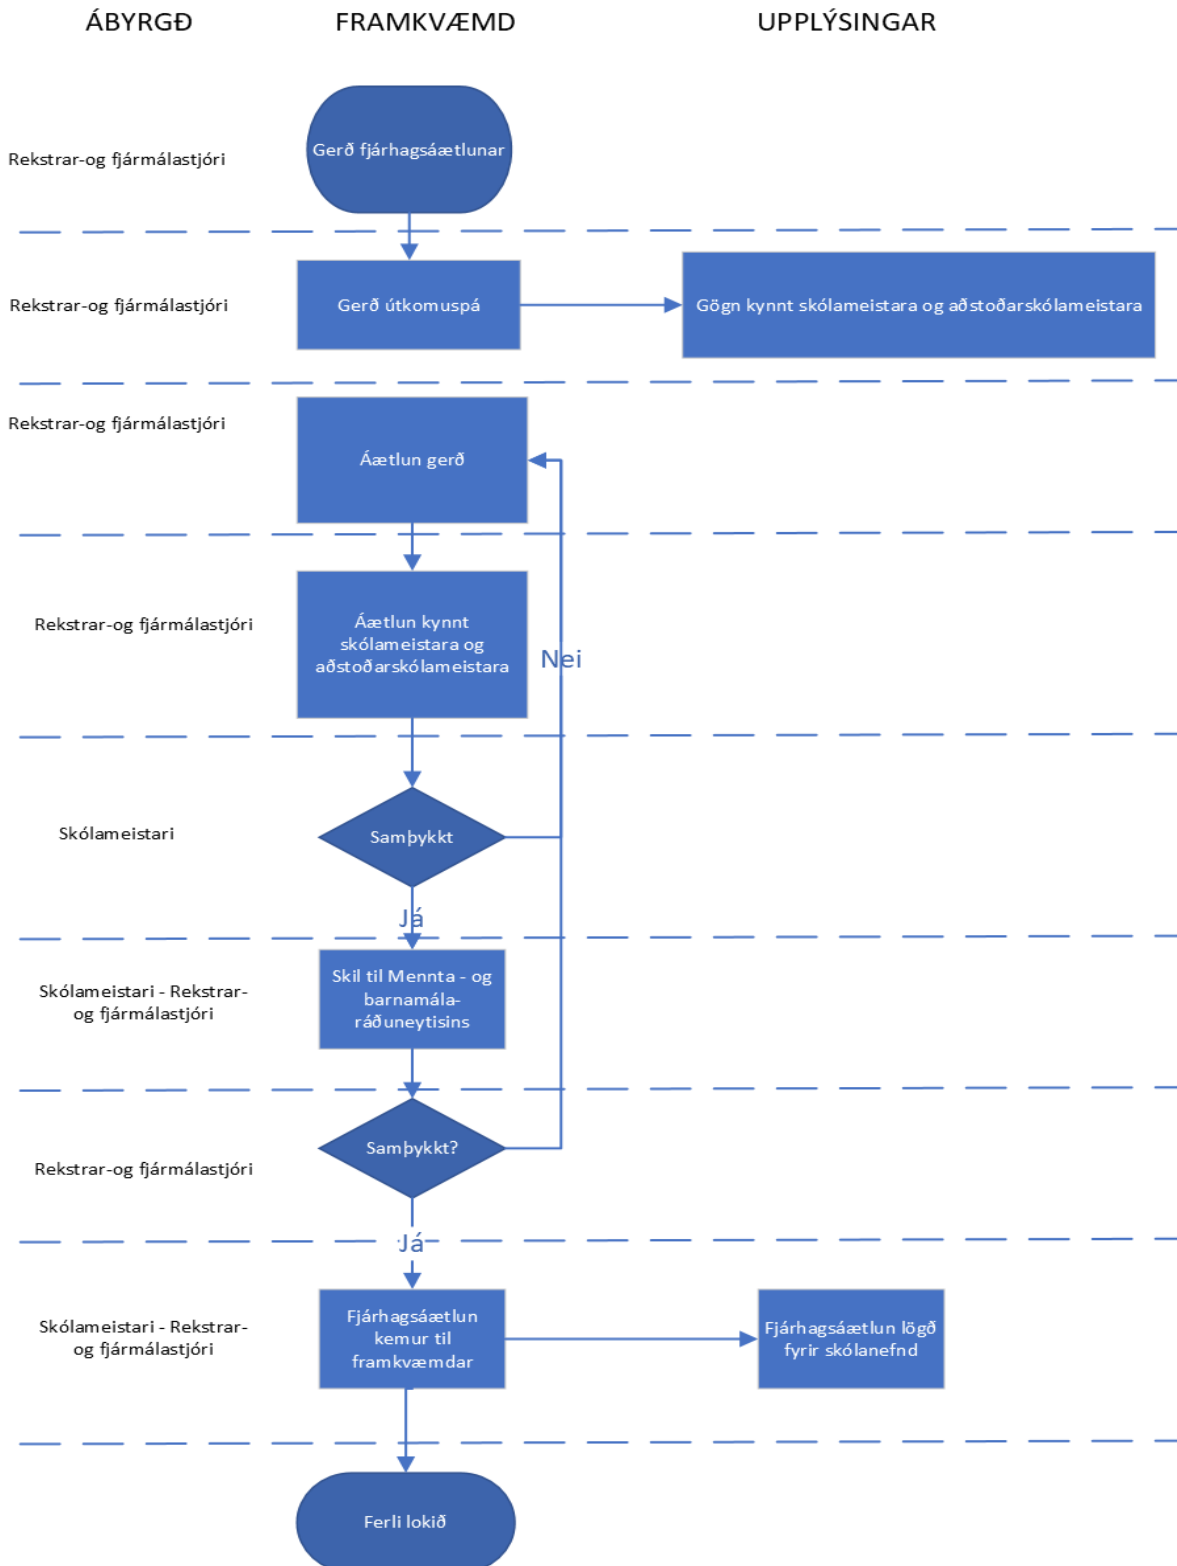 ÁBYRGÐ
FRAMKVÆMD
UPPLÝSINGAR
Rekstrar-og fjármálastjóri
Gerð fjárhagsáætlunar
Rekstrar-og fjármálastjóri
Gerð útkomuspá
Gögn kynnt skólameistara og aðstoðarskólameistara
Rekstrar-og fjármálastjóri
Áætlun gerð
Rekstrar-og fjármálastjóri
Áætlun kynnt
skólameistara og
aðstoðarskólameistara
Nei
Skólameistari
Samþykkt
Já
Skólameistari - Rekstrar-
og fjármálastjóri
Skil til Mennta - og
barnamála-
ráðuneytisins
Rekstrar-og fjármálastjóri
Samþykkt?
Já
Skólameistari - Rekstrar-
og fjármálastjóri
Fjárhagsáætlun
kemur til
framkvæmdar
Fjárhagsáætlun lögð
fyrir skólanefnd
Ferli lokið